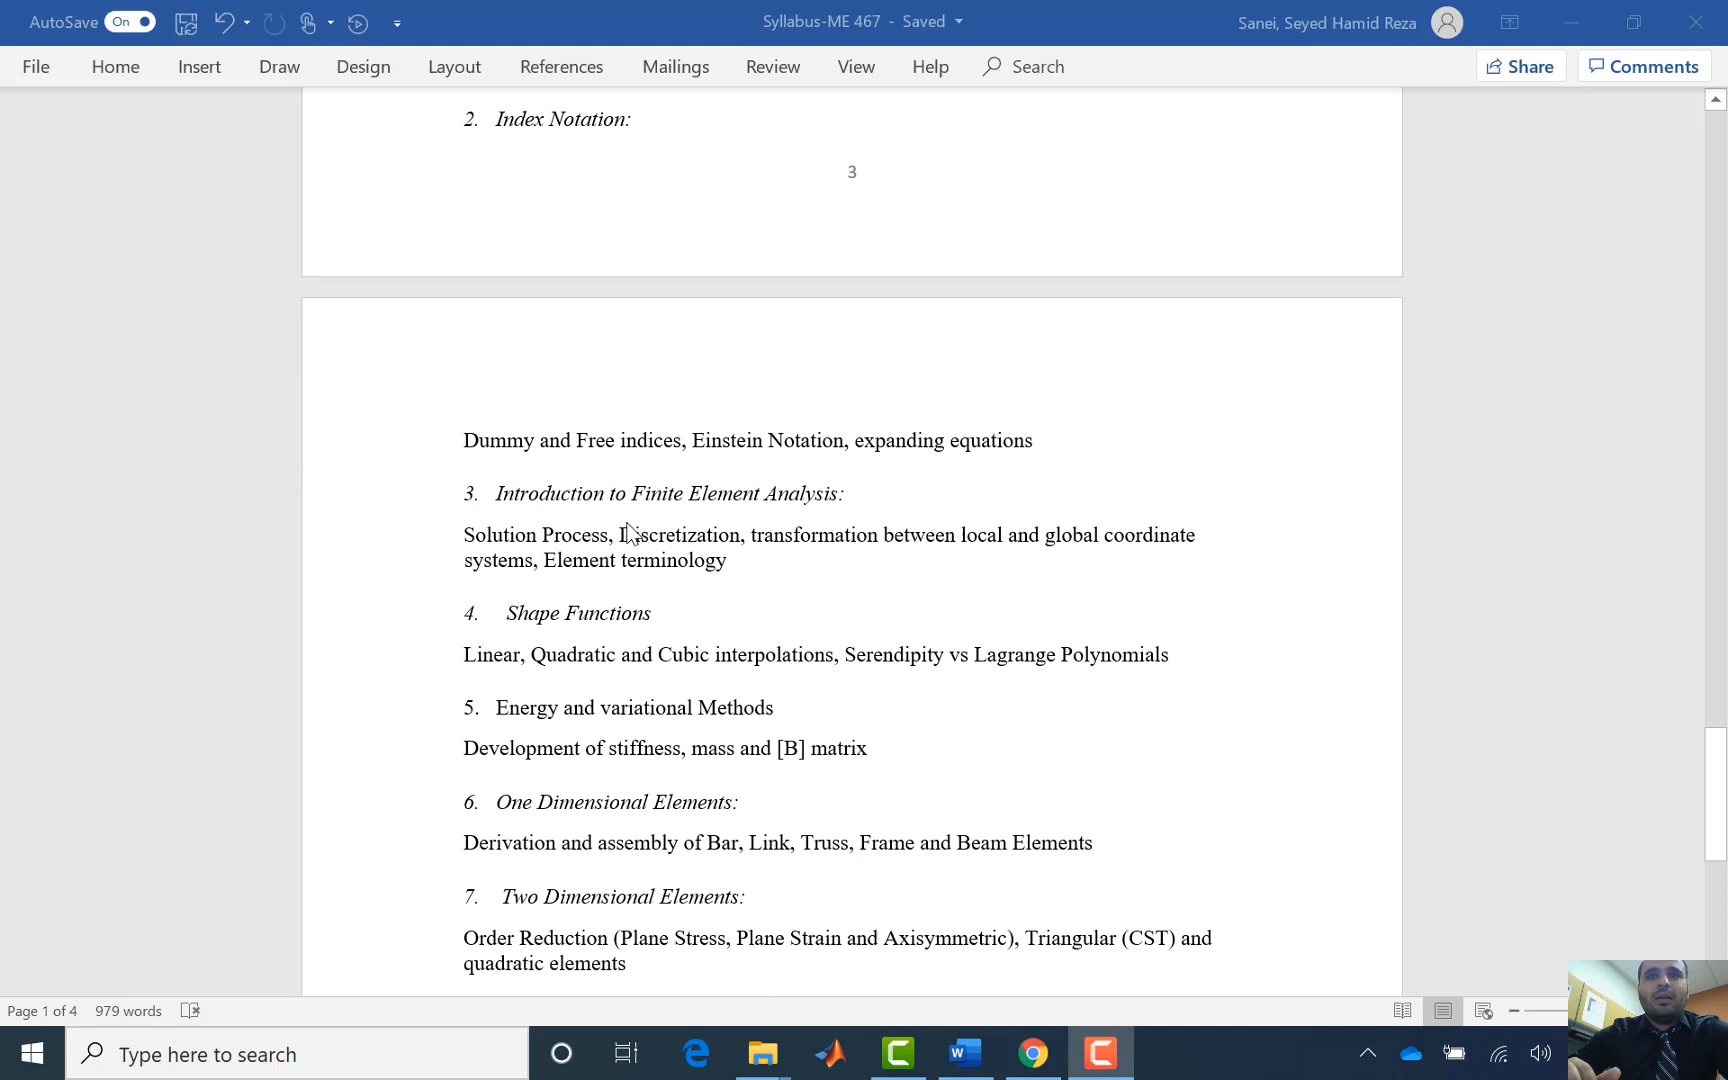 AutoSave On
Syllabus-ME 467 - Saved
Sanei, Seyed Hamid Reza
File Home Insert Draw Design Layout References Mailings Review View Help Search Share Comments
2. Index Notation:
3
Dummy and Free indices, Einstein Notation, expanding equations
3. Introduction to Finite Element Analysis:
Solution Process, Discretization, transformation between local and global coordinate
systems, Element terminology
4. Shape Functions
Linear, Quadratic and Cubic interpolations, Serendipity vs Lagrange Polynomials
5. Energy and variational Methods
Development of stiffness, mass and [B] matrix
6. One Dimensional Elements:
Derivation and assembly of Bar, Link, Truss, Frame and Beam Elements
7. Two Dimensional Elements:
Order Reduction (Plane Stress, Plane Strain and Axisymmetric), Triangular (CST) and
quadratic elements
Page 1 of 4 979 words
Type here to search